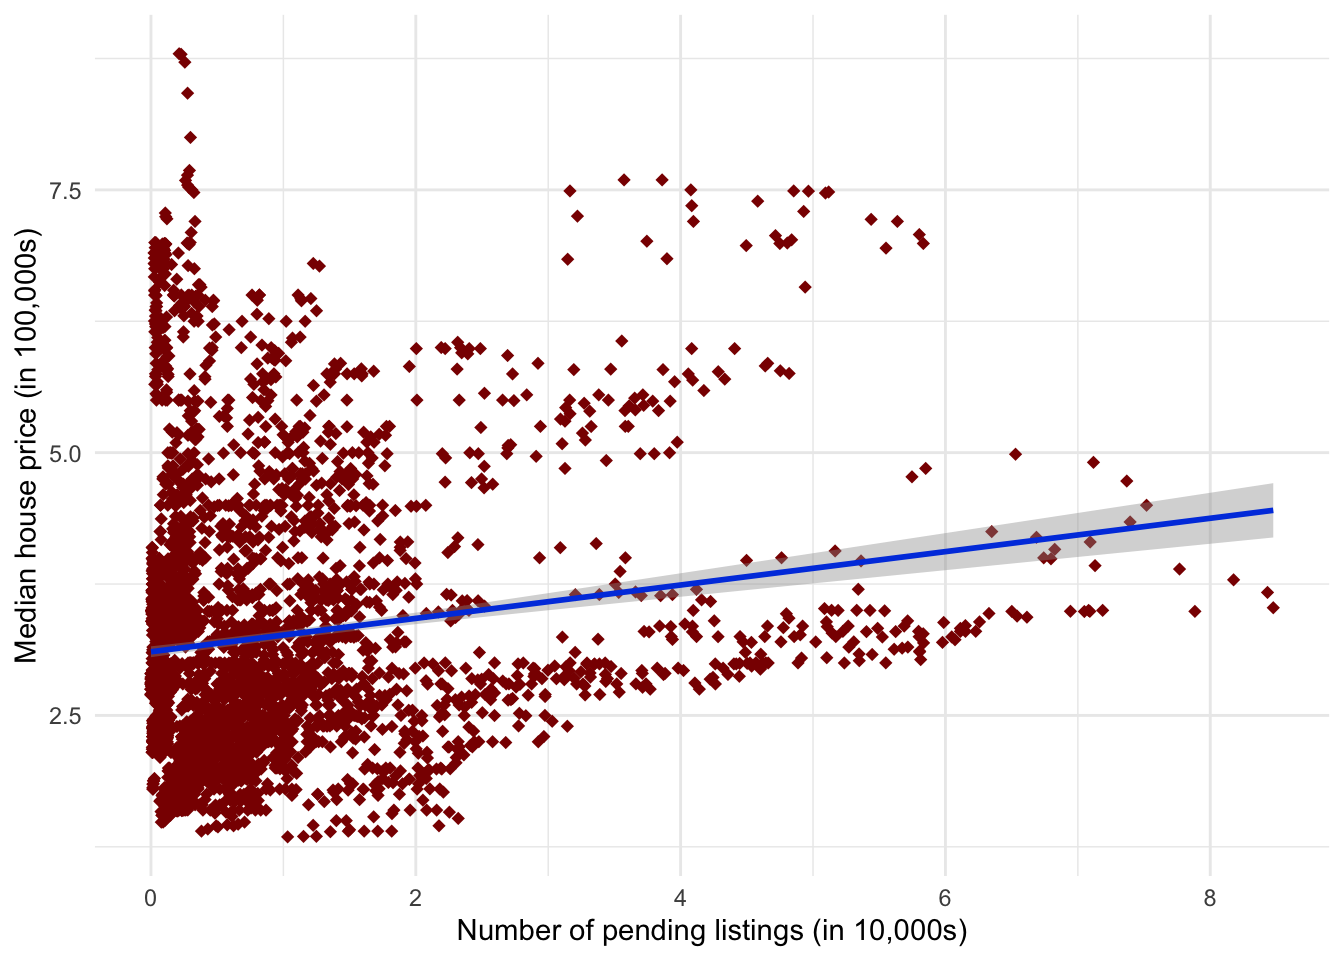 Median house price (in 100,000s)
7.5
5.0
2.5
0 2 4 6 8
Number of pending listings (in 10,000s)